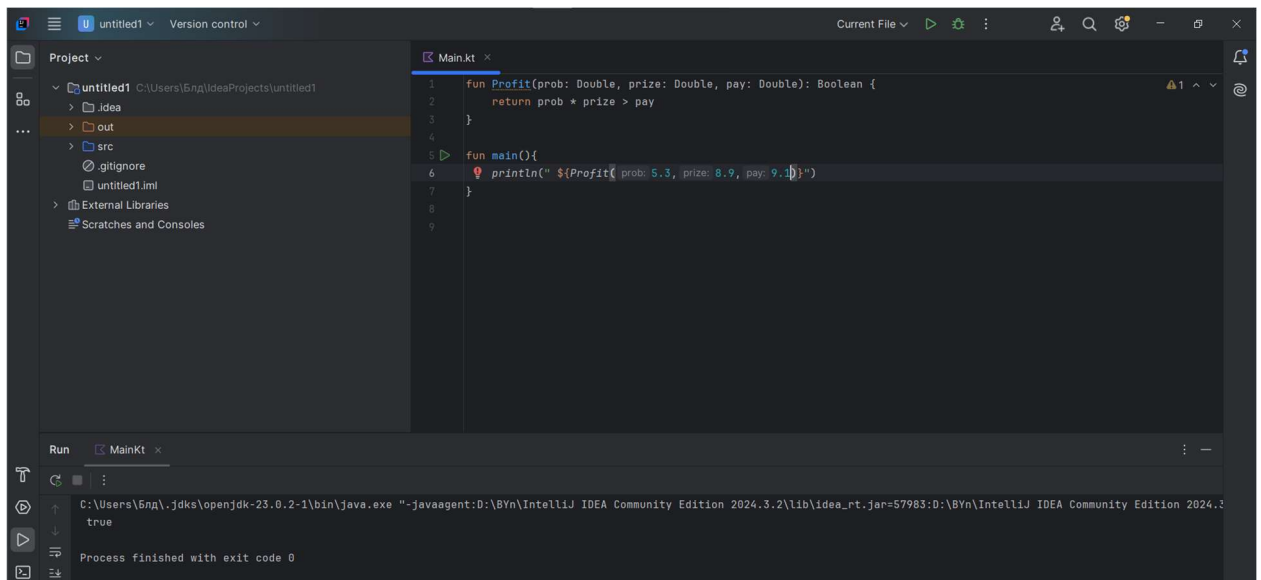 U untitled1 Version control Current File
Project
Main.kt
untitled1 C:\Users\Блд\IdeaProjects\untitled1
.idea
out
src
.gitignore
untitled1.iml
External Libraries
Scratches and Consoles
1 fun Profit(prob: Double, prize: Double, pay: Double): Boolean { 1
2 return prob * prize > pay
3 }
4
5 fun main(){
6 println(" ${Profit( prob: 5.3, prize: 8.9, pay: 9.1)}")
7 }
8
9
Run MainKt
C:\Users\Блд\.jdks\openjdk-23.0.2-1\bin\java.exe "-javaagent:D:\BYn\IntelliJ IDEA Community Edition 2024.3.2\lib\idea_rt.jar=57983:D:\BYn\IntelliJ IDEA Community Edition 2024.3
true
Process finished with exit code 0